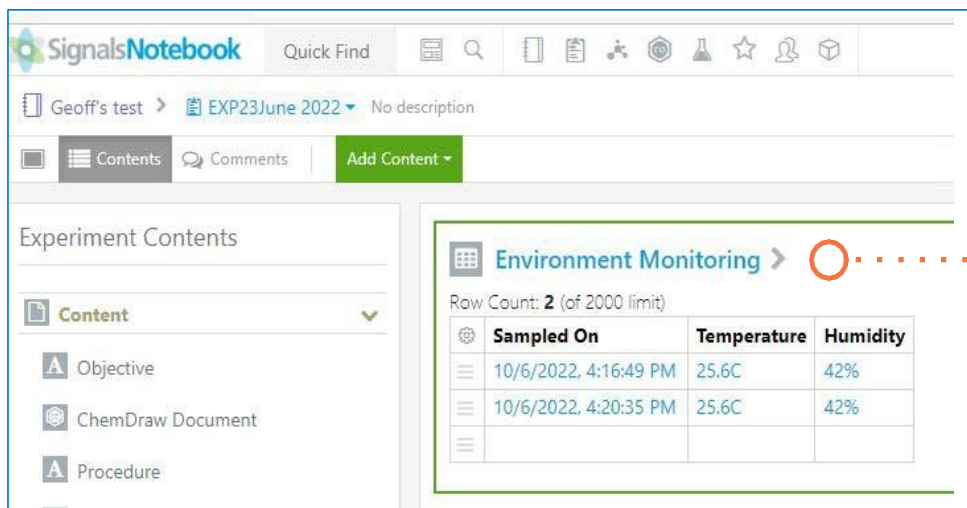 SignalsNotebook Quick Find
Geoff's test > EXP23June 2022 No description
Contents Comments Add Content
Experiment Contents
Content
A Objective
ChemDraw Document
A Procedure
Environment Monitoring >
Row Count: 2 (of 2000 limit)
Sampled On Temperature Humidity
10/6/2022, 4:16:49 PM 25.6C 42%
10/6/2022, 4:20:35 PM 25.6C 42%